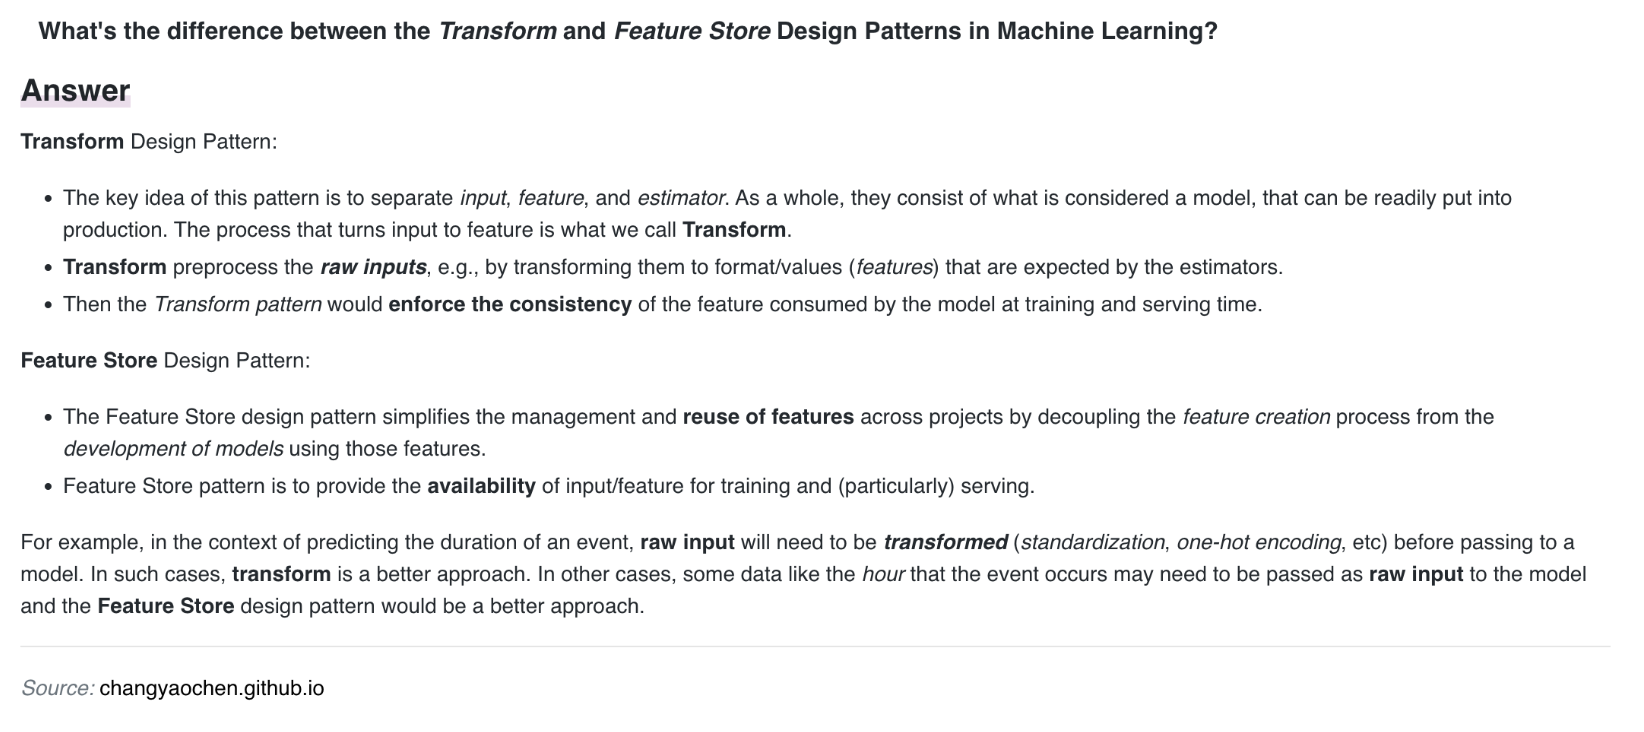 What's the difference between the Transform and Feature Store Design Patterns in Machine Learning?
Answer
Transform Design Pattern:
• The key idea of this pattern is to separate input, feature, and estimator. As a whole, they consist of what is considered a model, that can be readily put into
production. The process that turns input to feature is what we call Transform.
• Transform preprocess the raw inputs, e.g., by transforming them to format/values (features) that are expected by the estimators.
• Then the Transform pattern would enforce the consistency of the feature consumed by the model at training and serving time.
Feature Store Design Pattern:
• The Feature Store design pattern simplifies the management and reuse of features across projects by decoupling the feature creation process from the
development of models using those features.
• Feature Store pattern is to provide the availability of input/feature for training and (particularly) serving.
For example, in the context of predicting the duration of an event, raw input will need to be transformed (standardization, one-hot encoding, etc) before passing to a
model. In such cases, transform is a better approach. In other cases, some data like the hour that the event occurs may need to be passed as raw input to the model
and the Feature Store design pattern would be a better approach.
Source: changyaochen.github.io